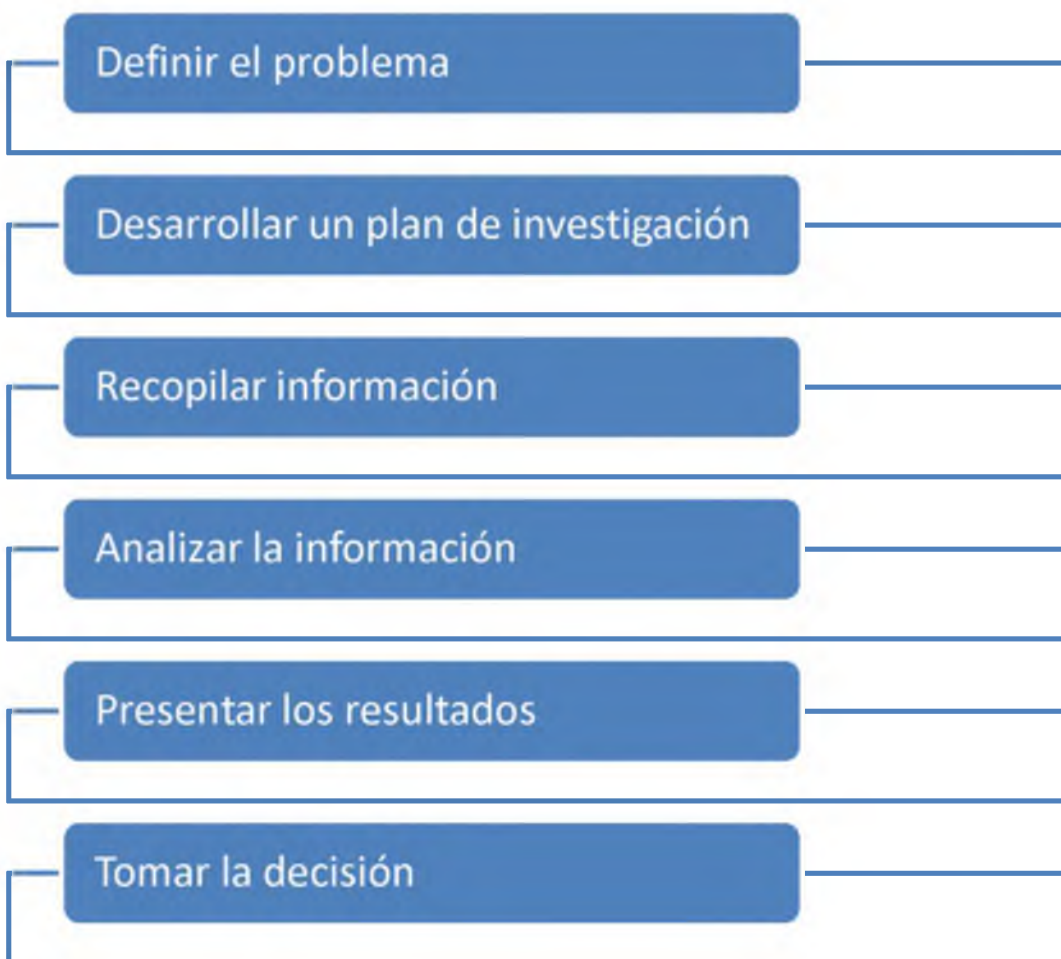 Definir el problema
Desarrollar un plan de investigación
Recopilar información
Analizar la información
Presentar los resultados
Tomar la decisión